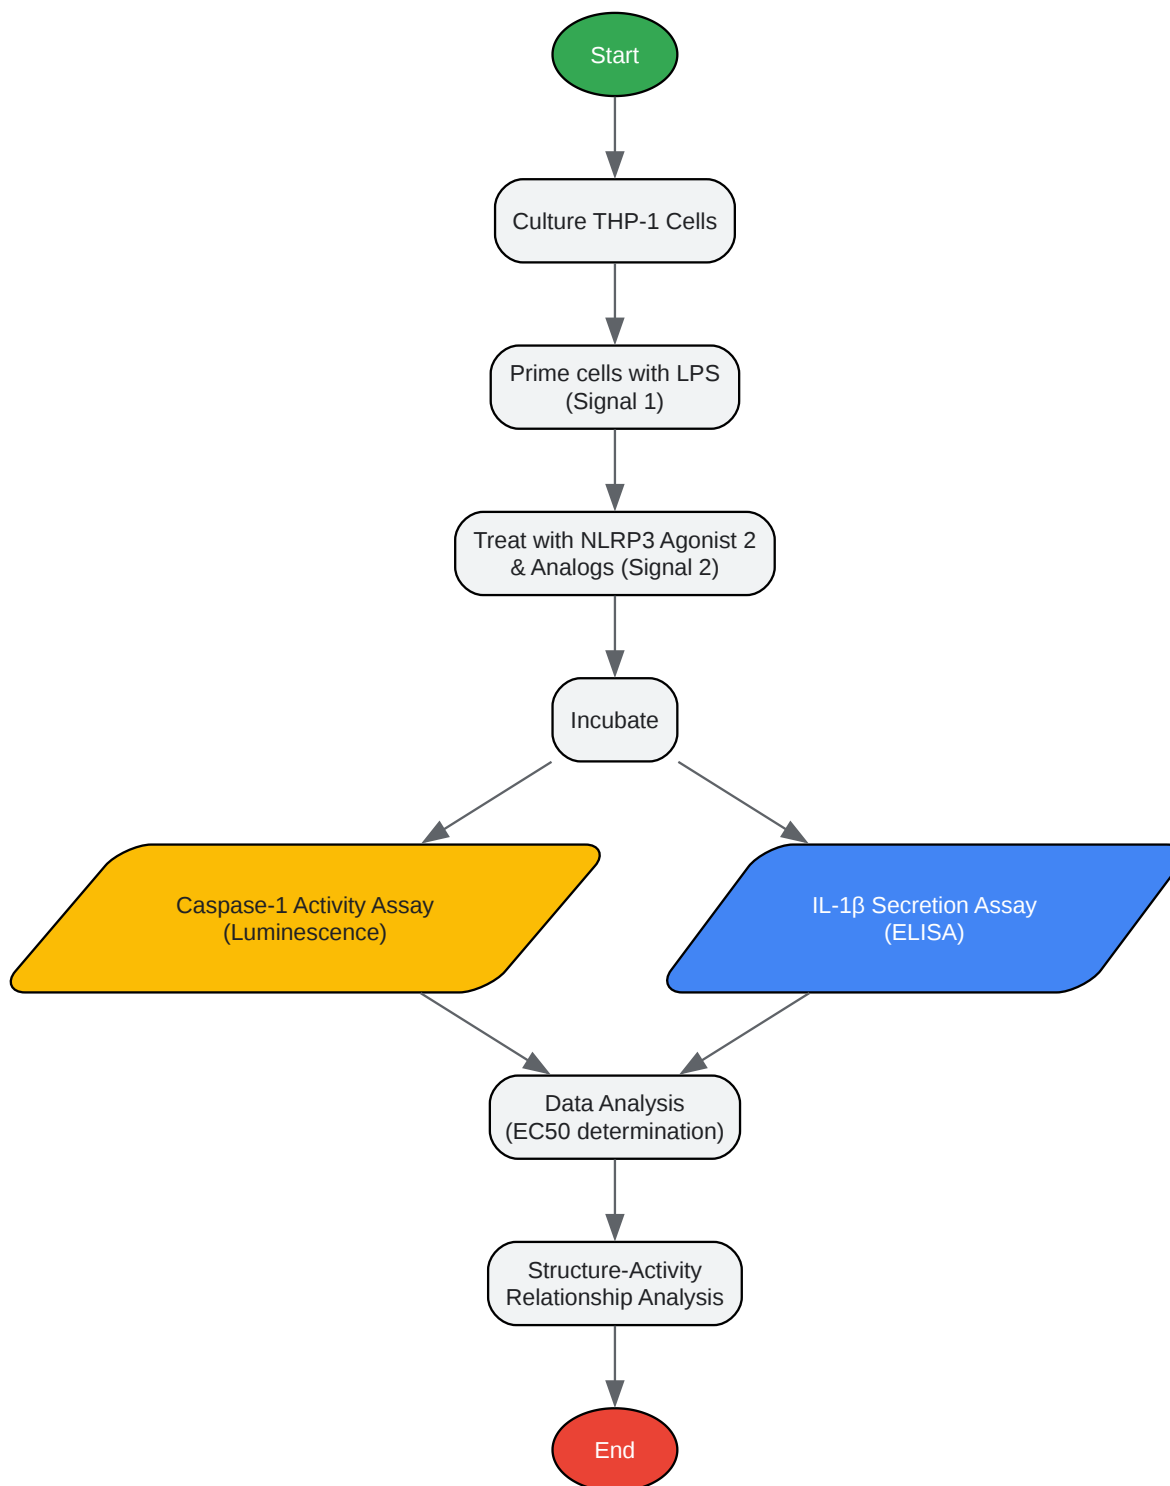 Start
Culture THP-1 Cells
Prime cells with LPS
(Signal 1)
Treat with NLRP3 Agonist 2
& Analogs (Signal 2)
Incubate
Caspase-1 Activity Assay
(Luminescence)
IL-1β Secretion Assay
(ELISA)
Data Analysis
(EC50 determination)
Structure-Activity
Relationship Analysis
End